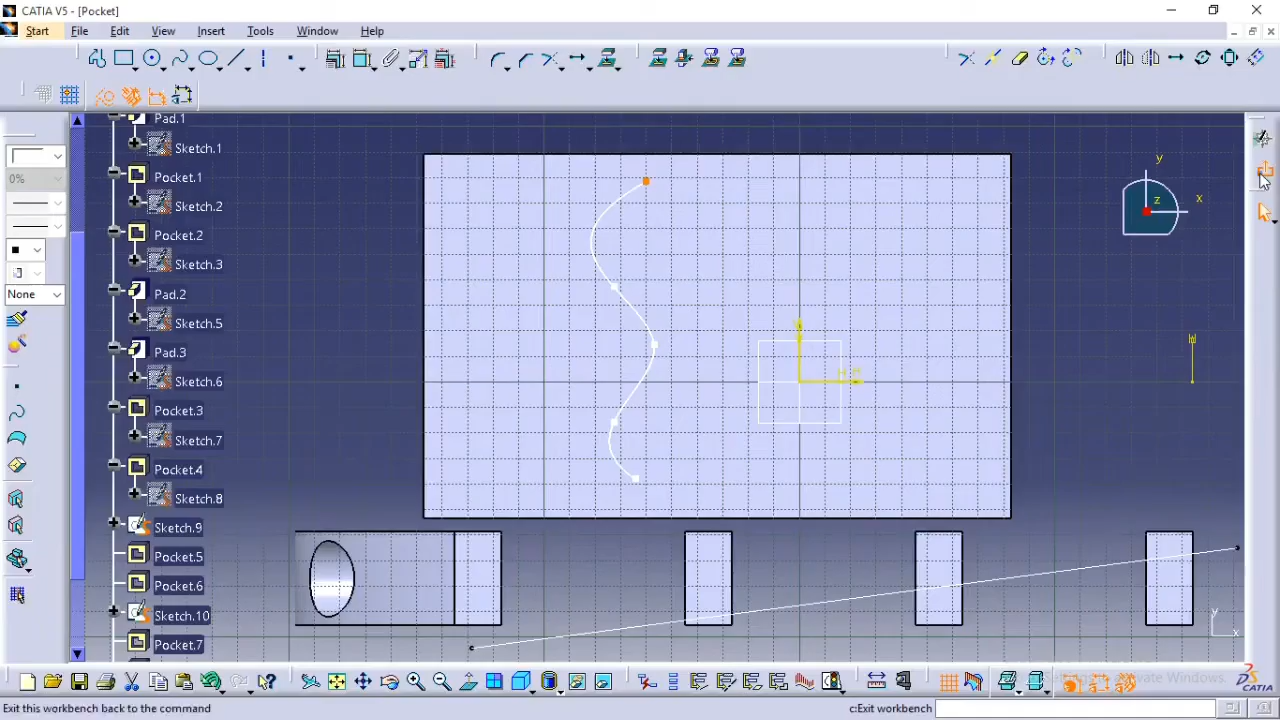 CATIA V5 - [Pocket]
Start File Edit View Insert Tools Window Help
0%
None
Pad.1
Sketch.1
Pocket.1
Sketch.2
Pocket.2
Sketch.3
Pad.2
Sketch.5
Pad.3
Sketch.6
Pocket.3
Sketch.7
Pocket.4
Sketch.8
Sketch.9
Pocket.5
Pocket.6
Sketch.10
Pocket.7
y
x
z
y
x
CATIA
Exit this workbench back to the command
c:Exit workbench